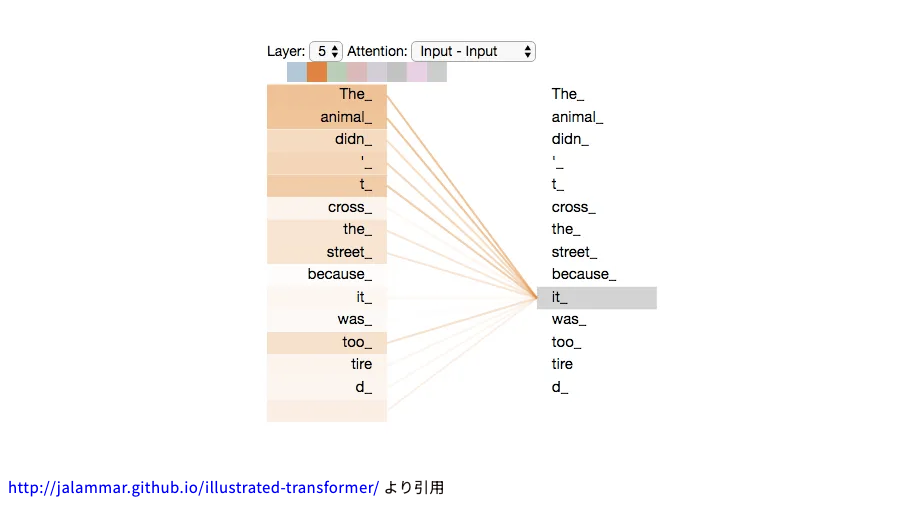 Layer: 5 Attention: Input - Input
The_ The_
animal_ animal_
didn_ didn_
'_ '_
t_ t_
cross_ cross_
the_ the_
street_ street_
because_ because_
it_ it_
was_ was_
too_ too_
tire tire
d_ d_
http://jalammar.github.io/illustrated-transformer/ より引用